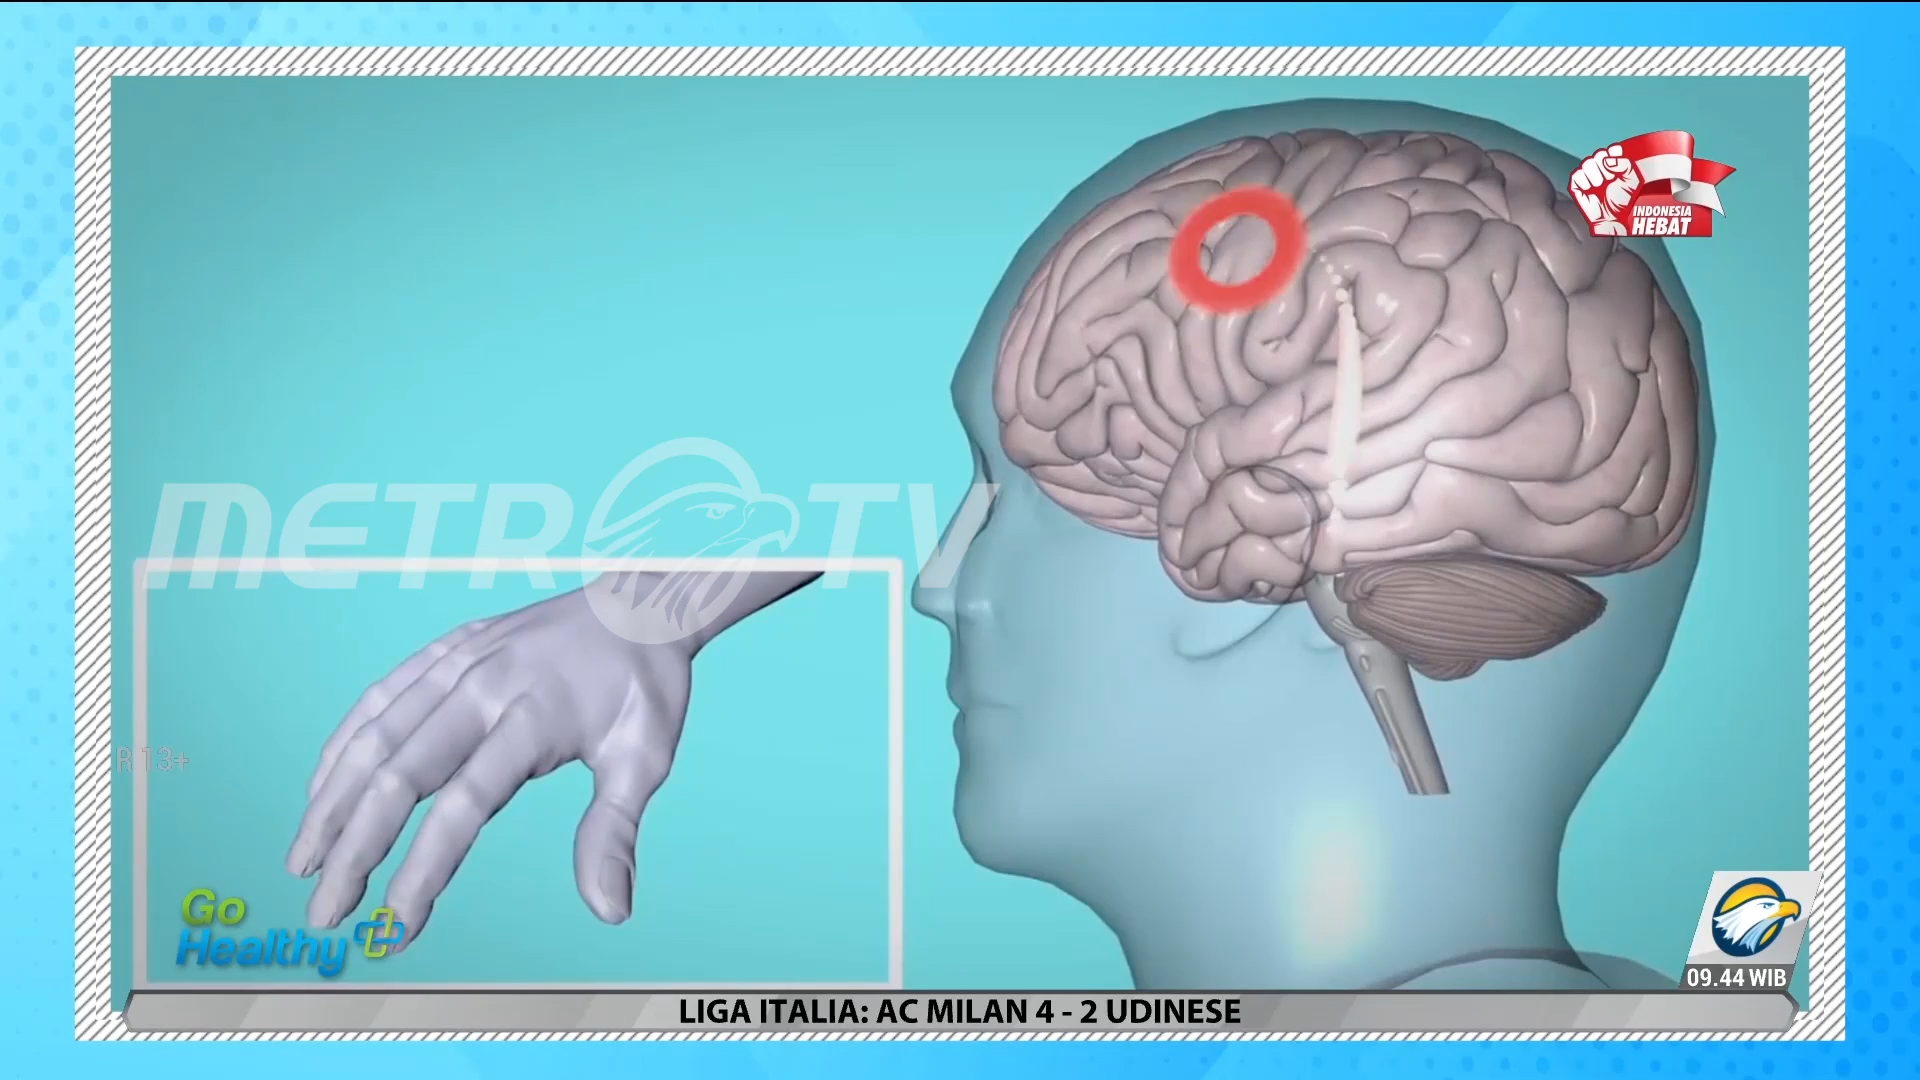 INDONESIA
HEBAT
METRO TV
R 13+
Go
Healthy
09.44 WIB
LIGA ITALIA: AC MILAN 4 - 2 UDINESE